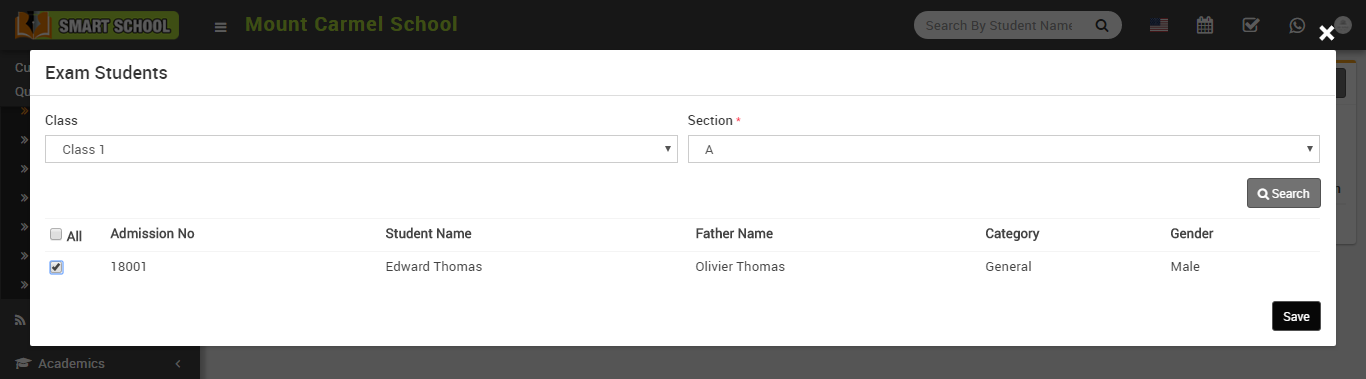 SMART SCHOOL
Mount Carmel School
Search By Student Name
Cu
Qu
Exam Students
Class
Section *
Class 1
A
Search
All Admission No Student Name Father Name Category Gender
18001 Edward Thomas Olivier Thomas General Male
Save
Academics